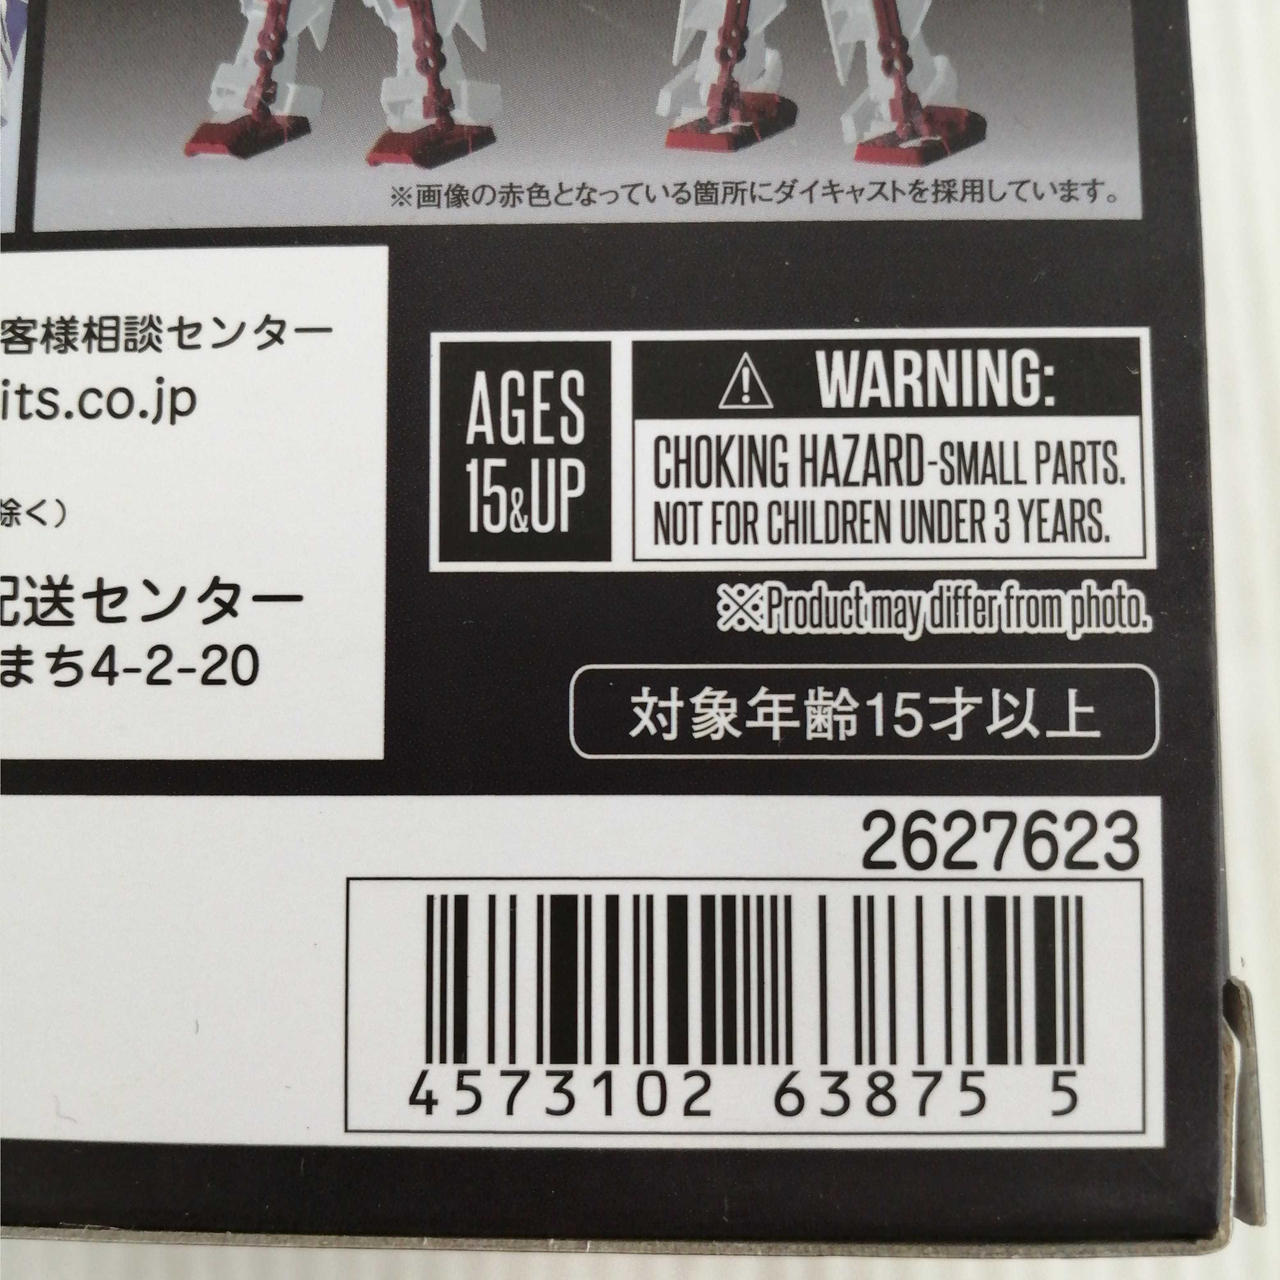 ※画像の赤色となっている箇所にダイキャストを採用しています。
客様相談センター
its.co.jp
除く）
配送センター
まち4-2-20
AGES
15&UP
WARNING:
CHOKING HAZARD-SMALL PARTS.
NOT FOR CHILDREN UNDER 3 YEARS.
※Product may differ from photo.
対象年齢15才以上
2627623
4573102 63875 5